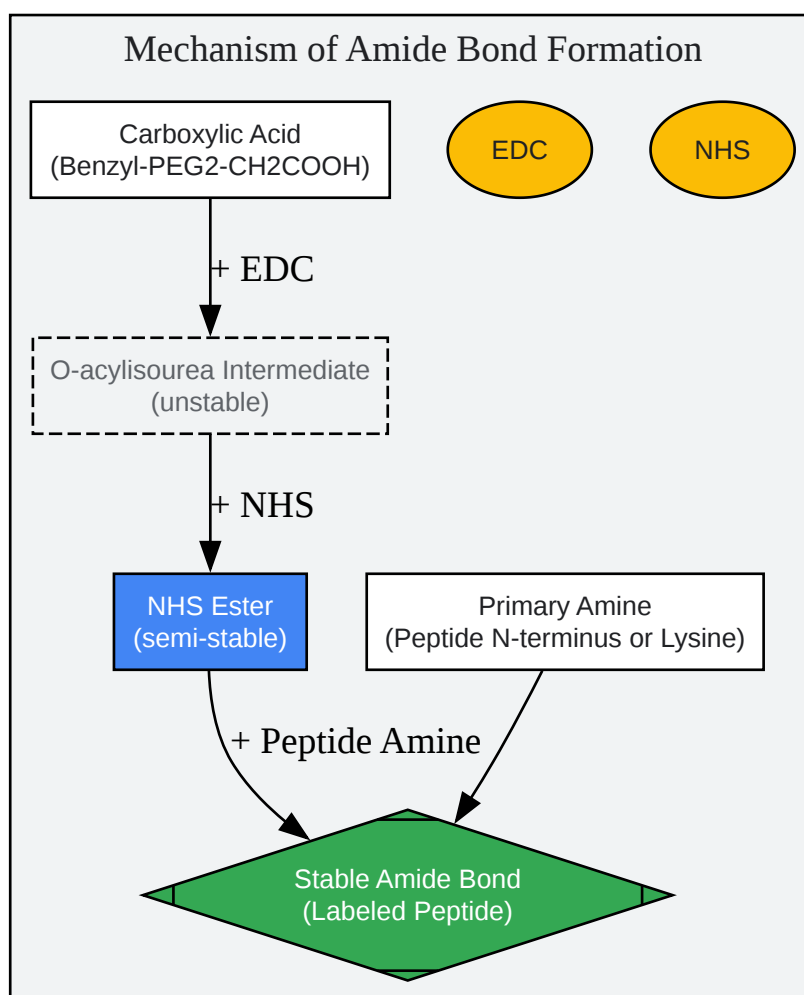 Mechanism of Amide Bond Formation
Carboxylic Acid
(Benzyl-PEG2-CH2COOH)
EDC
NHS
+ EDC
O-acylisourea Intermediate
(unstable)
+ NHS
NHS Ester
(semi-stable)
Primary Amine
(Peptide N-terminus or Lysine)
+ Peptide Amine
Stable Amide Bond
(Labeled Peptide)